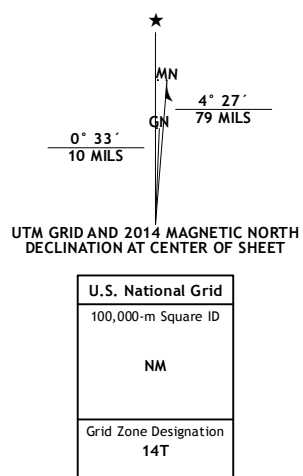 MN
4° 27´
79 MILS
GN
0° 33´
10 MILS
UTM GRID AND 2014 MAGNETIC NORTH
DECLINATION AT CENTER OF SHEET
U.S. National Grid
100,000-m Square ID
NM
Grid Zone Designation
14T